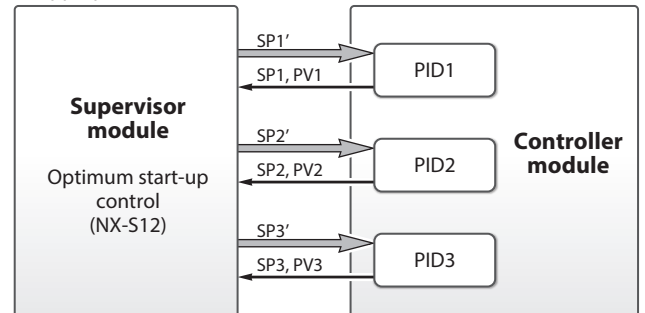 SP1′
PID1
SP1, PV1
Supervisor
module
Optimum start-up
control
(NX-S12)
SP2′
PID2
SP2, PV2
Controller
module
SP3′
PID3
SP3, PV3